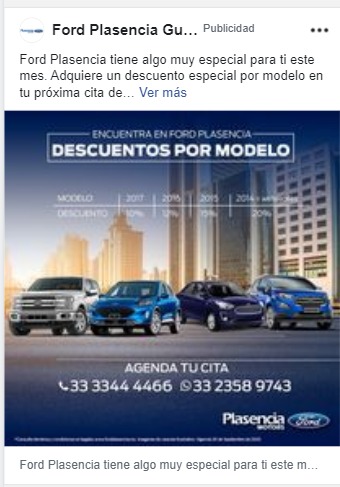 Ford Plasencia Gu... Publicidad
Ford Plasencia tiene algo muy especial para ti este
mes. Adquiere un descuento especial por modelo en
tu próxima cita de... Ver más
ENCUENTRA EN FORD PLASENCIA
DESCUENTOS POR MODELO
MODELO 2017 2016 2015 2014
DESCUENTO 10% 12% 15% 20%
AGENDA TU CITA
33 3344 4466 33 2358 9743
Plasencia Ford
MOTORS
Ford Plasencia tiene algo muy especial para ti este m...